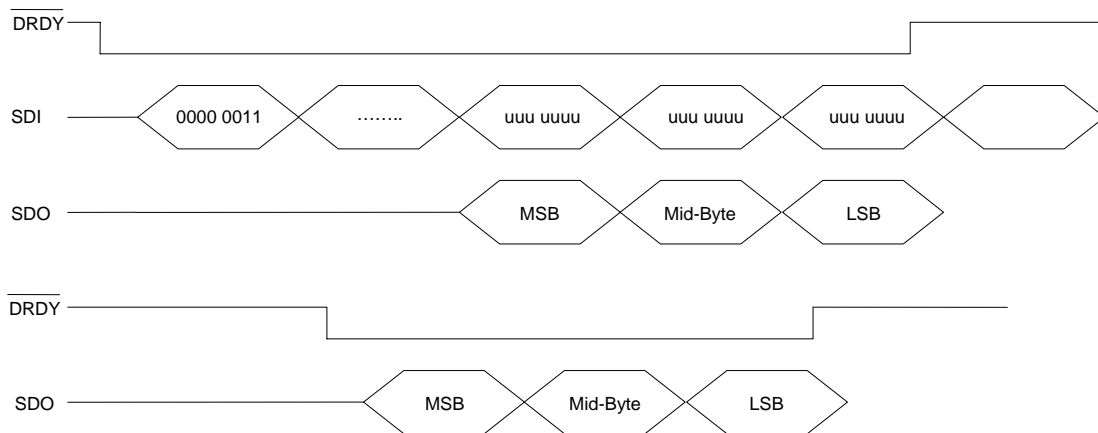 DRDY
SDI 0000 0011 …….. uuu uuuu uuu uuuu uuu uuuu
SDO MSB Mid-Byte LSB
DRDY
SDO MSB Mid-Byte LSB